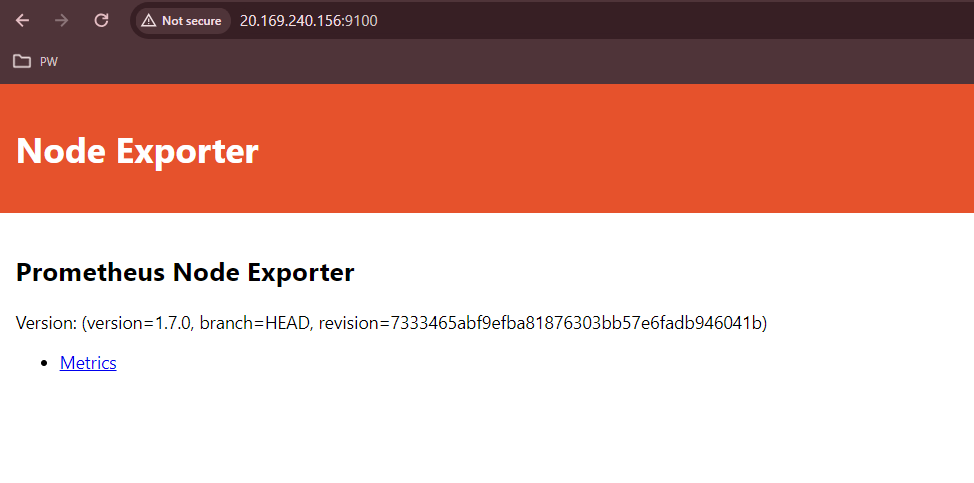 Not secure 20.169.240.156:9100
PW
Node Exporter
Prometheus Node Exporter
Version: (version=1.7.0, branch=HEAD, revision=7333465abf9efba81876303bb57e6fadb946041b)
Metrics